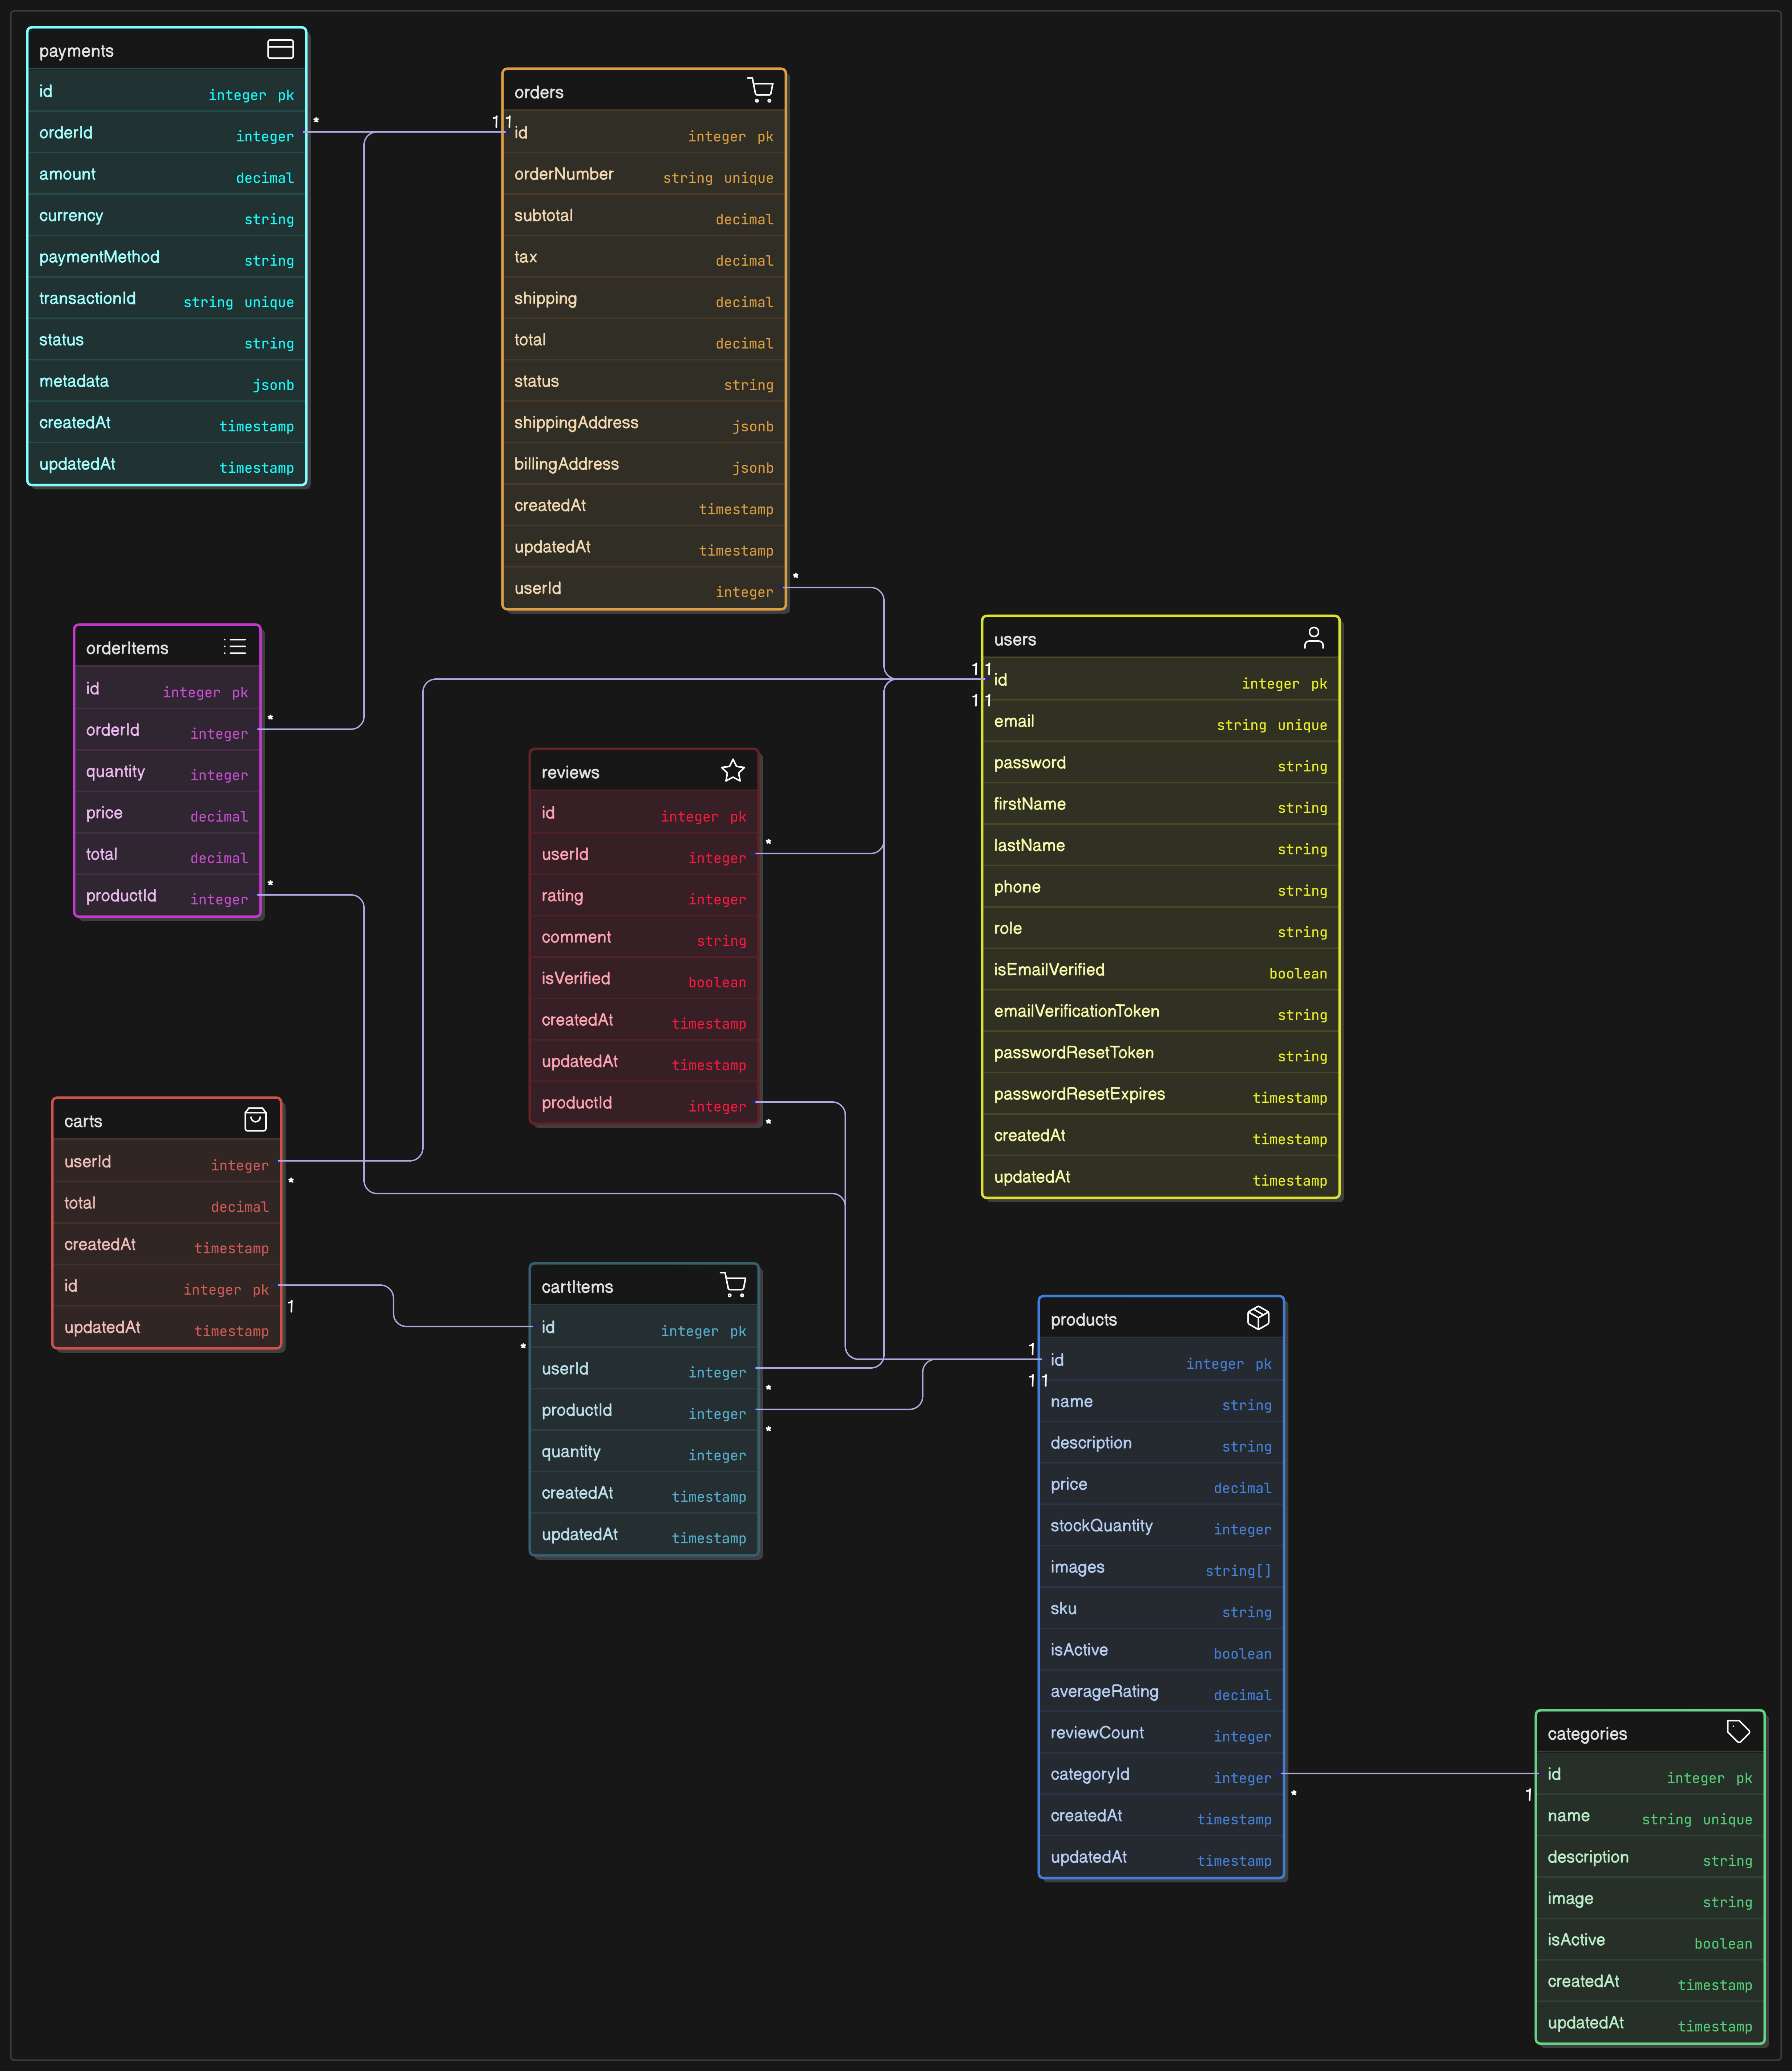 payments
id integer pk
orderId integer
amount decimal
currency string
paymentMethod string
transactionId string unique
status string
metadata jsonb
createdAt timestamp
updatedAt timestamp
*
1 1
orders
id integer pk
orderNumber string unique
subtotal decimal
tax decimal
shipping decimal
total decimal
status string
shippingAddress jsonb
billingAddress jsonb
createdAt timestamp
updatedAt timestamp
userId integer
*
orderItems
id integer pk
orderId integer
quantity integer
price decimal
total decimal
productId integer
*
*
1 1
1 1
users
id integer pk
email string unique
password string
firstName string
lastName string
phone string
role string
isEmailVerified boolean
emailVerificationToken string
passwordResetToken string
passwordResetExpires timestamp
createdAt timestamp
updatedAt timestamp
reviews
id integer pk
userId integer
rating integer
comment string
isVerified boolean
createdAt timestamp
updatedAt timestamp
productId integer
*
*
carts
userId integer
total decimal
createdAt timestamp
id integer pk
updatedAt timestamp
*
1
cartItems
id integer pk
userId integer
productId integer
quantity integer
createdAt timestamp
updatedAt timestamp
*
*
*
1
1 1
products
id integer pk
name string
description string
price decimal
stockQuantity integer
images string[]
sku string
isActive boolean
averageRating decimal
reviewCount integer
categoryId integer
createdAt timestamp
updatedAt timestamp
*
1
categories
id integer pk
name string unique
description string
image string
isActive boolean
createdAt timestamp
updatedAt timestamp